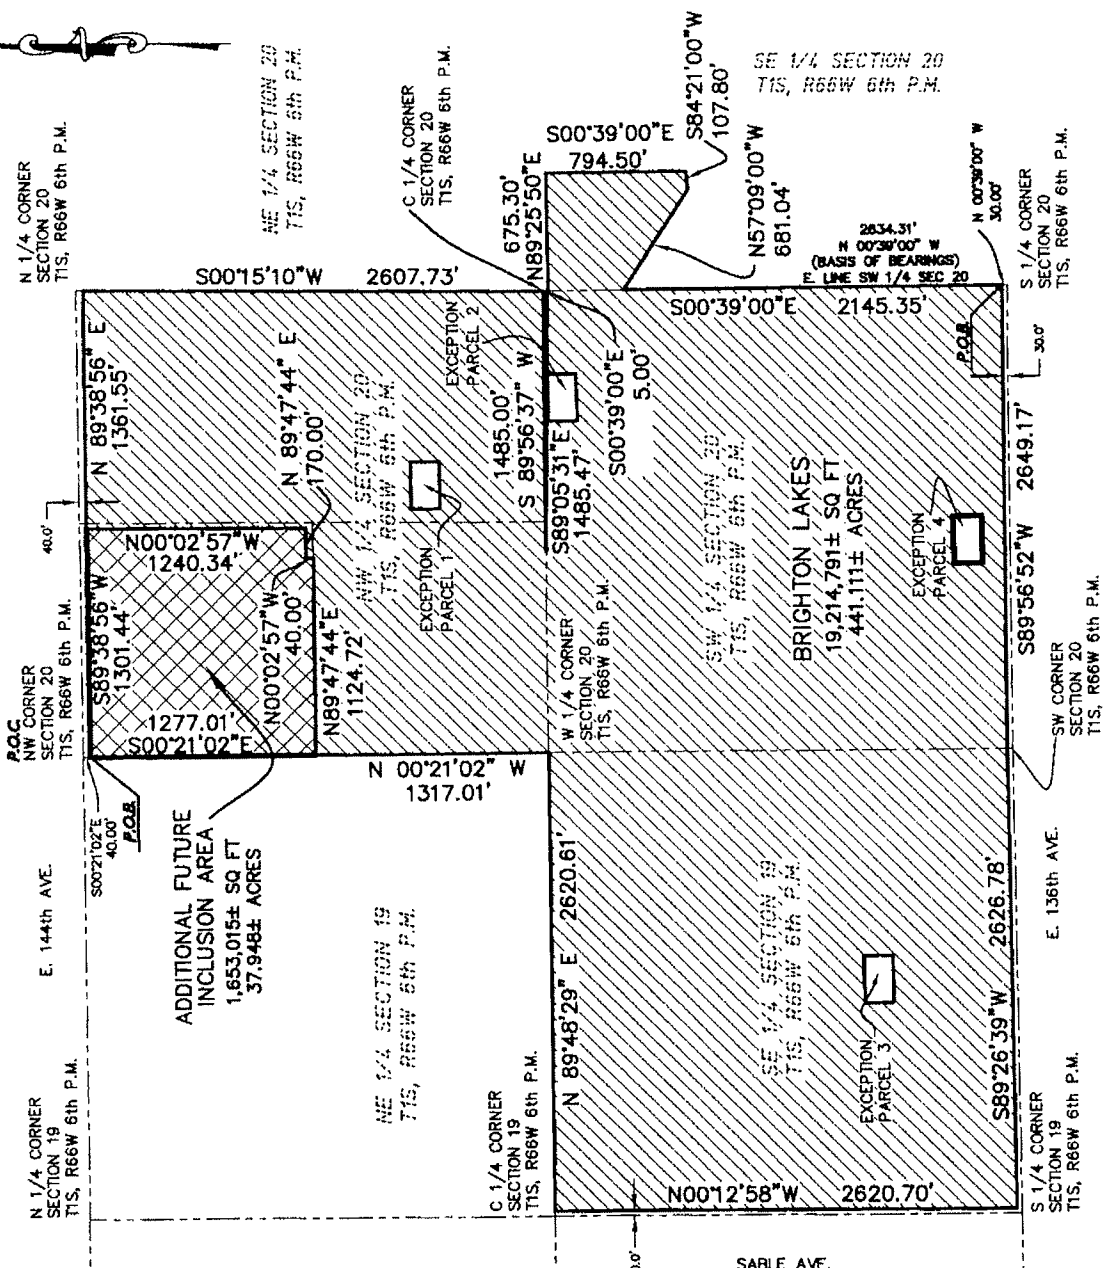 N 1/4 CORNER
SECTION 20
T1S, R66W 6th P.M.
NE 1/4 SECTION 20
T1S, R66W 6th P.M.
C 1/4 CORNER
SECTION 20
T1S, R66W 6th P.M.
S84°21'00"W
107.80'
SE 1/4 SECTION 20
T1S, R66W 6th P.M.
S00°39'00"E
794.50'
675.30'
N89°25'50"E
N57°09'00"W
681.04'
2634.31'
N 00°39'00" W
(BASIS OF BEARINGS)
E. LINE SW 1/4 SEC 20
N 00°39'00" W
30.00'
S 1/4 CORNER
SECTION 20
T1S, R66W 6th P.M.
S00°15'10"W 2607.73'
S00°39'00"E 2145.35'
P.O.B.
30.0'
N 89°38'56" E
1361.55'
N 89°47'44" E
170.00'
EXCEPTION
PARCEL 2
NW 1/4 SECTION 20
T1S, R66W 6th P.M.
1485.00'
S 89°56'37" W
S89°05'31"E
1485.47'
S00°39'00"E
5.00'
SW 1/4 SECTION 20
T1S, R66W 6th P.M.
BRIGHTON LAKES
19,214,791± SQ FT
441.111± ACRES
EXCEPTION
PARCEL 4
S89°56'52"W 2649.17'
40.0'
N00°02'57"W
1240.34'
EXCEPTION
PARCEL 1
S89°38'56"W
1301.44'
N00°02'57"W
40.00'
N89°47'44"E
1124.72'
1277.01'
S00°21'02"E
P.O.C.
NW CORNER
SECTION 20
T1S, R66W 6th P.M.
W 1/4 CORNER
SECTION 20
T1S, R66W 6th P.M.
SW CORNER
SECTION 20
T1S, R66W 6th P.M.
N 00°21'02" W
1317.01'
S00°21'02"E
40.00'
P.O.B.
ADDITIONAL FUTURE
INCLUSION AREA
1,653,015± SQ FT
37.948± ACRES
E. 144th AVE.
NE 1/4 SECTION 19
T1S, R66W 6th P.M.
N 89°48'29" E 2620.61'
SE 1/4 SECTION 19
T1S, R66W 6th P.M.
EXCEPTION
PARCEL 3
S89°26'39"W 2626.78'
E. 136th AVE.
N 1/4 CORNER
SECTION 19
T1S, R66W 6th P.M.
C 1/4 CORNER
SECTION 19
T1S, R66W 6th P.M.
S 1/4 CORNER
SECTION 19
T1S, R66W 6th P.M.
N00°12'58"W 2620.70'
SABLE AVE.